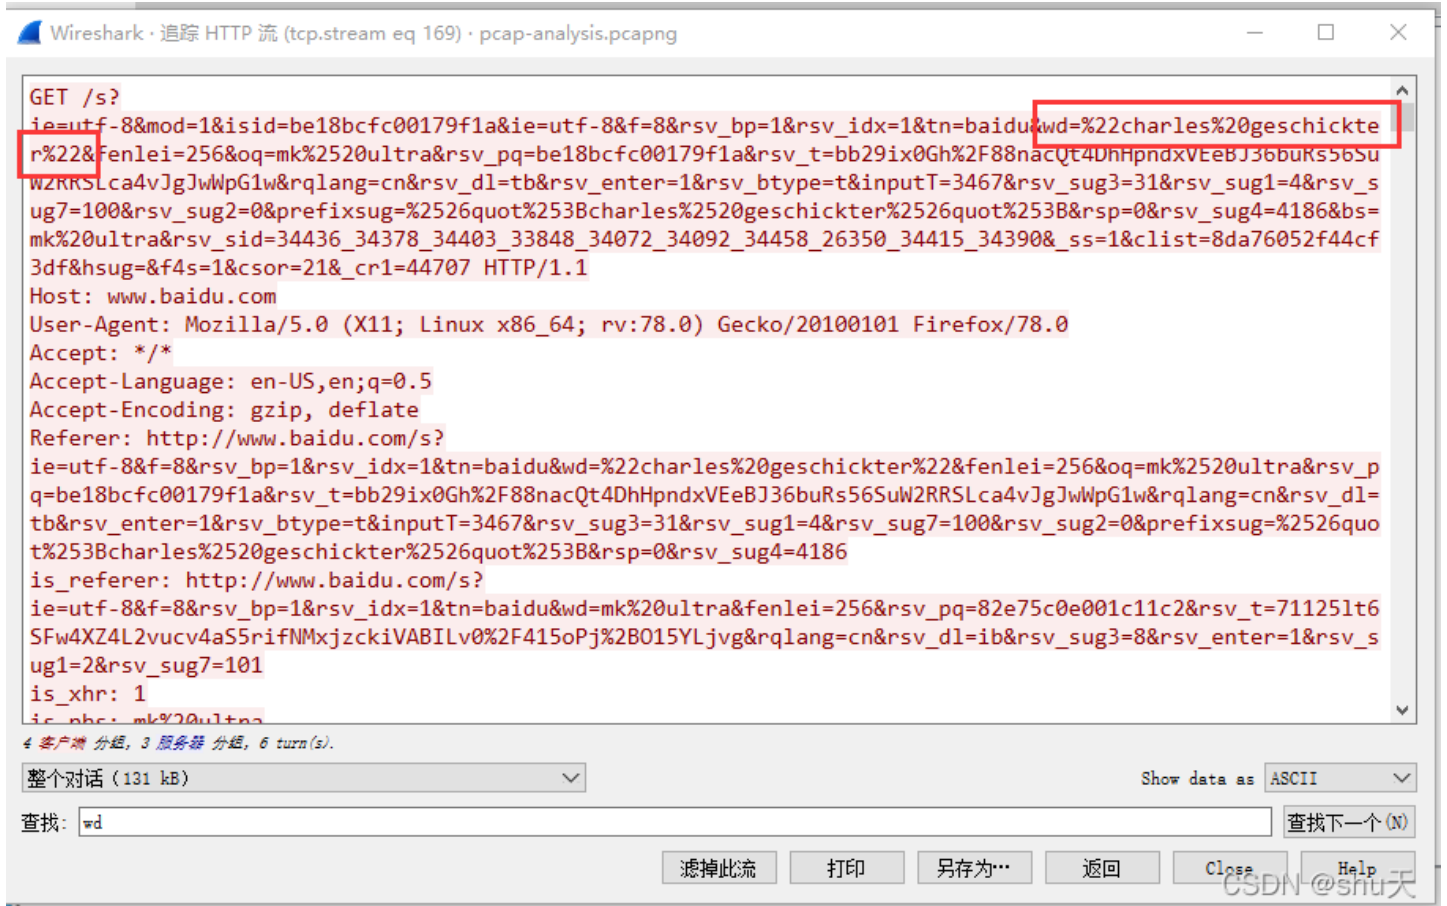 Wireshark · 追踪 HTTP 流 (tcp.stream eq 169) · pcap-analysis.pcapng
GET /s?
ie=utf-8&mod=1&isid=be18bcfc00179f1a&ie=utf-8&f=8&rsv_bp=1&rsv_idx=1&tn=baidu&wd=%22charles%20geschickte
r%22&fenlei=256&oq=mk%2520ultra&rsv_pq=be18bcfc00179f1a&rsv_t=bb29ix0Gh%2F88nacQt4DhHpndxVEeBJ36buRs56Su
W2RRSLca4vJgJwWpG1w&rqlang=cn&rsv_dl=tb&rsv_enter=1&rsv_btype=t&inputT=3467&rsv_sug3=31&rsv_sug1=4&rsv_s
ug7=100&rsv_sug2=0&prefixsug=%2526quot%253Bcharles%2520geschickter%2526quot%253B&rsp=0&rsv_sug4=4186&bs=
mk%20ultra&rsv_sid=34436_34378_34403_33848_34072_34092_34458_26350_34415_34390&_ss=1&clist=8da76052f44cf
3df&hsug=&f4s=1&csor=21&_cr1=44707 HTTP/1.1
Host: www.baidu.com
User-Agent: Mozilla/5.0 (X11; Linux x86_64; rv:78.0) Gecko/20100101 Firefox/78.0
Accept: */*
Accept-Language: en-US,en;q=0.5
Accept-Encoding: gzip, deflate
Referer: http://www.baidu.com/s?
ie=utf-8&f=8&rsv_bp=1&rsv_idx=1&tn=baidu&wd=%22charles%20geschickter%22&fenlei=256&oq=mk%2520ultra&rsv_p
q=be18bcfc00179f1a&rsv_t=bb29ix0Gh%2F88nacQt4DhHpndxVEeBJ36buRs56SuW2RRSLca4vJgJwWpG1w&rqlang=cn&rsv_dl=
tb&rsv_enter=1&rsv_btype=t&inputT=3467&rsv_sug3=31&rsv_sug1=4&rsv_sug7=100&rsv_sug2=0&prefixsug=%2526quo
t%253Bcharles%2520geschickter%2526quot%253B&rsp=0&rsv_sug4=4186
is_referer: http://www.baidu.com/s?
ie=utf-8&f=8&rsv_bp=1&rsv_idx=1&tn=baidu&wd=mk%20ultra&fenlei=256&rsv_pq=82e75c0e001c11c2&rsv_t=71125lt6
SFw4XZ4L2vucv4aS5rifNMxjzckiVABILv0%2F415oPj%2BO15YLjvg&rqlang=cn&rsv_dl=ib&rsv_sug3=8&rsv_enter=1&rsv_s
ug1=2&rsv_sug7=101
is_xhr: 1
is_pbs: mk%20ultra
4 客户端 分组, 3 服务器 分组, 6 turn(s).
整个对话 (131 kB)
Show data as ASCII
查找: wd
查找下一个(N)
滤掉此流 打印 另存为… 返回 Close Help
CSDN @shu天